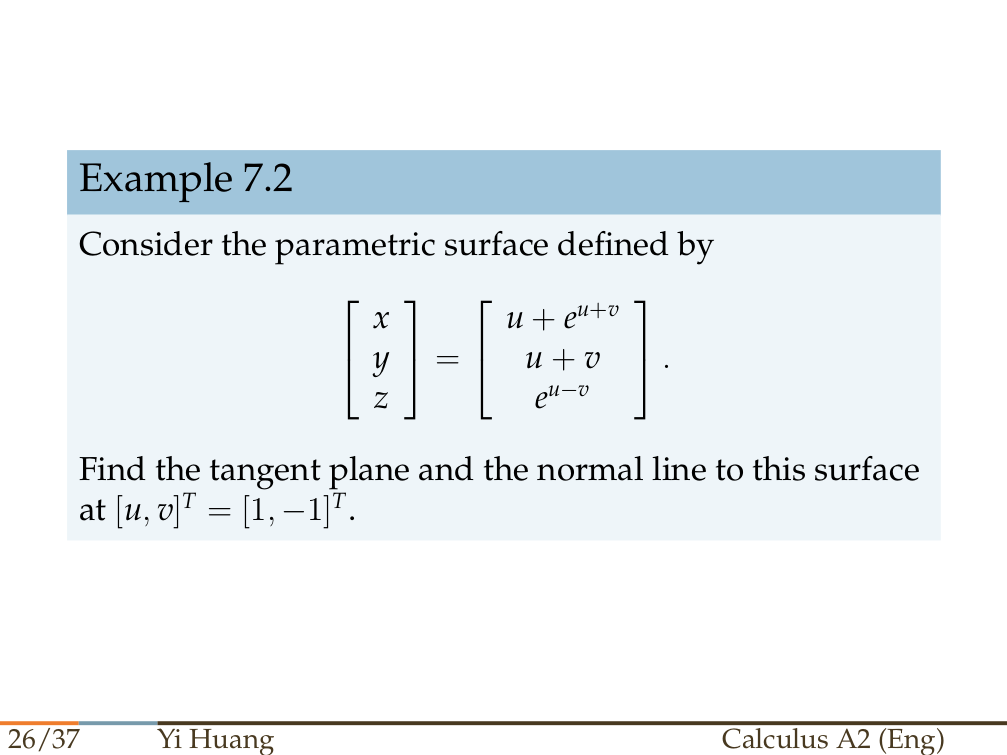 Example 7.2
Consider the parametric surface defined by
[ x y z ] = [ u + e^{u+v} u + v e^{u−v} ] .
Find the tangent plane and the normal line to this surface
at [u, v]^T = [1, −1]^T.
26/37 Yi Huang Calculus A2 (Eng)